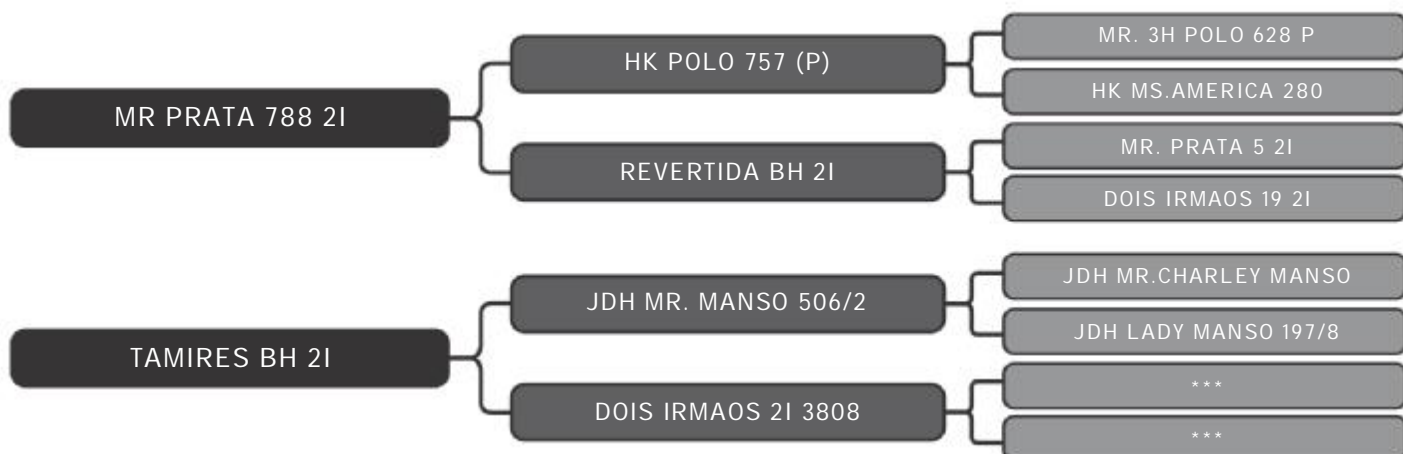 MR PRATA 788 2I
HK POLO 757 (P)
MR. 3H POLO 628 P
HK MS.AMERICA 280
REVERTIDA BH 2I
MR. PRATA 5 2I
DOIS IRMAOS 19 2I
TAMIRES BH 2I
JDH MR. MANSO 506/2
JDH MR.CHARLEY MANSO
JDH LADY MANSO 197/8
DOIS IRMAOS 2I 3808
***
***